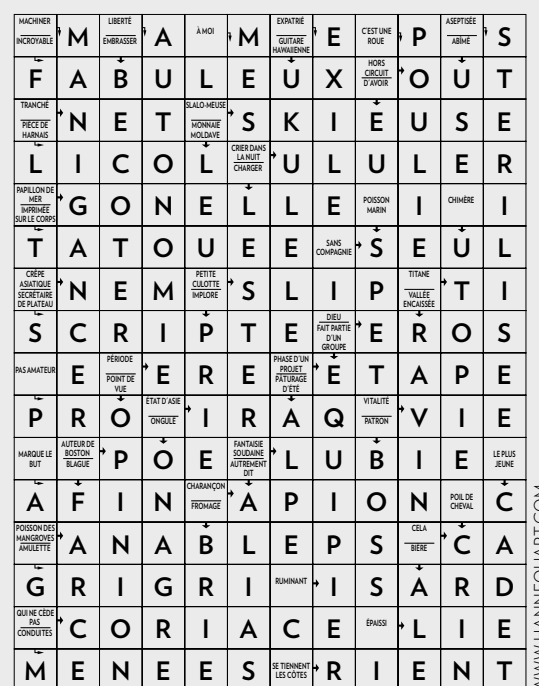 MACHINER INCROYABLE M LIBERTÉ EMBRASSER A À MOI M EXPATRIÉ GUITARE HAWAIIENNE E C'EST UNE ROUE P ASEPTISÉE ABÎMÉ S
F A B U L E U X HORS CIRCUIT D'AVOIR O U T
TRANCHÉ PIÈCE DE HARNAIS N E T SLALO-MEUSE MONNAIE MOLDAVE S K I E U S E
L I C O L CRIER DANS LA NUIT CHARGER U L U L E R
PAPILLON DE MER IMPRIMÉE SUR LE CORPS G O N E L L E POISSON MARIN I CHIMÈRE I
T A T O U E E SANS COMPAGNIE S E U L
CRÊPE ASIATIQUE SECRÉTAIRE DE PLATEAU N E M PETITE CULOTTE IMPLORE S L I P TITANE VALLÉE ENCAISSÉE T I
S C R I P T E DIEU FAIT PARTIE D'UN GROUPE E R O S
PAS AMATEUR E PÉRIODE POINT DE VUE E R E PHASE D'UN PROJET PÂTURAGE D'ÉTÉ E T A P E
P R O ÉTAT D'ASIE ONGULE I R A Q VITALITÉ PATRON V I E
MARQUE LE BUT AUTEUR DE BOSTON BLAGUE P O E FANTAISIE SOUDAINE AUTREMENT DIT L U B I E LE PLUS JEUNE
A F I N CHARANÇON FROMAGE A P I O N POIL DE CHEVAL C
POISSON DES MANGROVES AMULETTE A N A B L E P S CELA BIÈRE C A
G R I G R I RUMINANT I S A R D
QUI NE CÈDE PAS CONDUITES C O R I A C E ÉPAISSI L I E
M E N E E S SE TIENNENT LES CÔTES R I E N T
WWW.HANNEQUART.COM